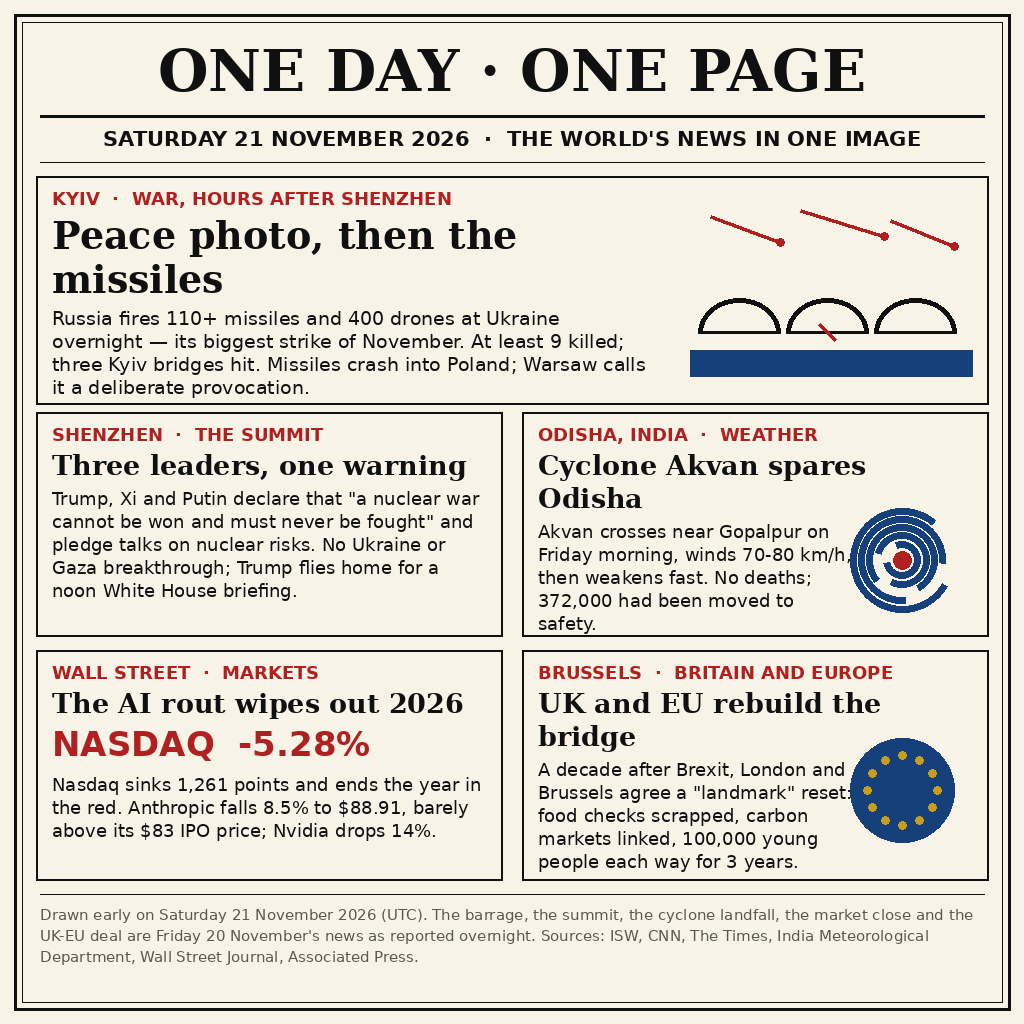 ONE DAY · ONE PAGE
SATURDAY 21 NOVEMBER 2026 · THE WORLD'S NEWS IN ONE IMAGE
KYIV · WAR, HOURS AFTER SHENZHEN
Peace photo, then the
missiles
Russia fires 110+ missiles and 400 drones at Ukraine
overnight — its biggest strike of November. At least 9 killed;
three Kyiv bridges hit. Missiles crash into Poland; Warsaw calls
it a deliberate provocation.
SHENZHEN · THE SUMMIT
Three leaders, one warning
Trump, Xi and Putin declare that "a nuclear war
cannot be won and must never be fought" and
pledge talks on nuclear risks. No Ukraine or
Gaza breakthrough; Trump flies home for a
noon White House briefing.
ODISHA, INDIA · WEATHER
Cyclone Akvan spares
Odisha
Akvan crosses near Gopalpur on
Friday morning, winds 70-80 km/h,
then weakens fast. No deaths;
372,000 had been moved to
safety.
WALL STREET · MARKETS
The AI rout wipes out 2026
NASDAQ -5.28%
Nasdaq sinks 1,261 points and ends the year in
the red. Anthropic falls 8.5% to $88.91, barely
above its $83 IPO price; Nvidia drops 14%.
BRUSSELS · BRITAIN AND EUROPE
UK and EU rebuild the
bridge
A decade after Brexit, London and
Brussels agree a "landmark" reset:
food checks scrapped, carbon
markets linked, 100,000 young
people each way for 3 years.
Drawn early on Saturday 21 November 2026 (UTC). The barrage, the summit, the cyclone landfall, the market close and the
UK-EU deal are Friday 20 November's news as reported overnight. Sources: ISW, CNN, The Times, India Meteorological
Department, Wall Street Journal, Associated Press.